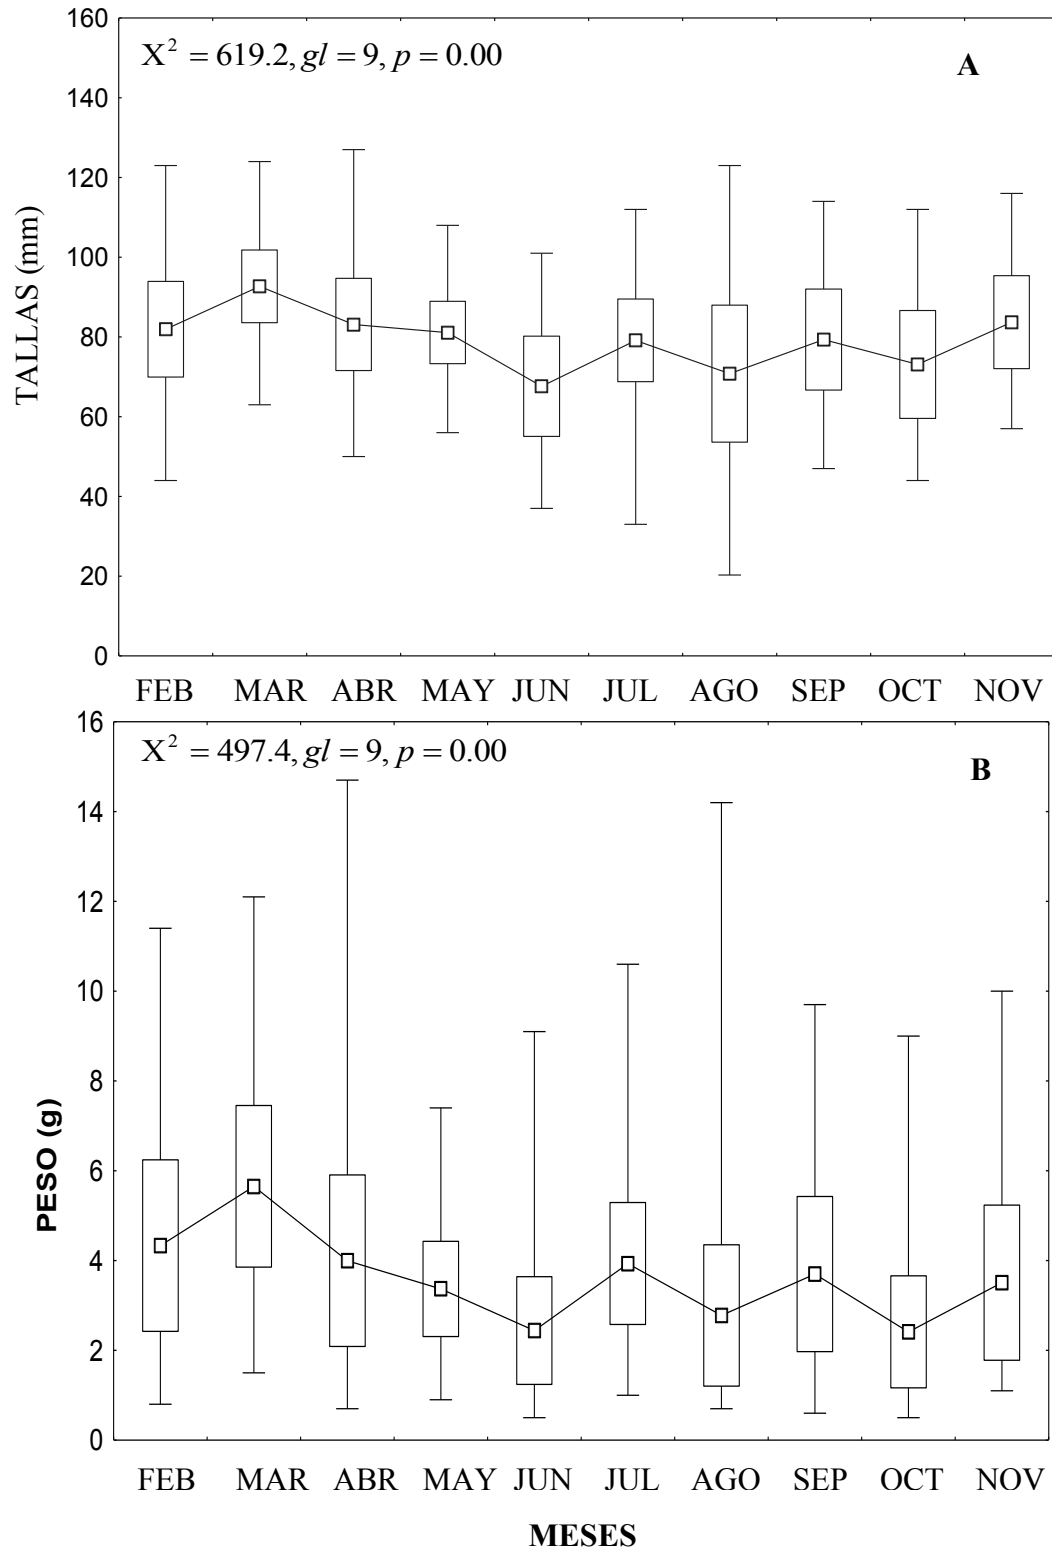 160
X² = 619.2, gl = 9, p = 0.00
A
140
120
100
80
60
40
20
0
TALLAS (mm)
FEB MAR ABR MAY JUN JUL AGO SEP OCT NOV
16
X² = 497.4, gl = 9, p = 0.00
B
14
12
10
8
6
4
2
0
PESO (g)
FEB MAR ABR MAY JUN JUL AGO SEP OCT NOV
MESES